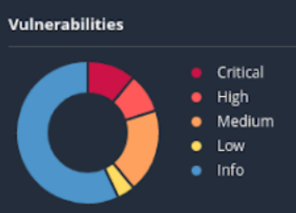 Vulnerabilities
Critical
High
Medium
Low
Info